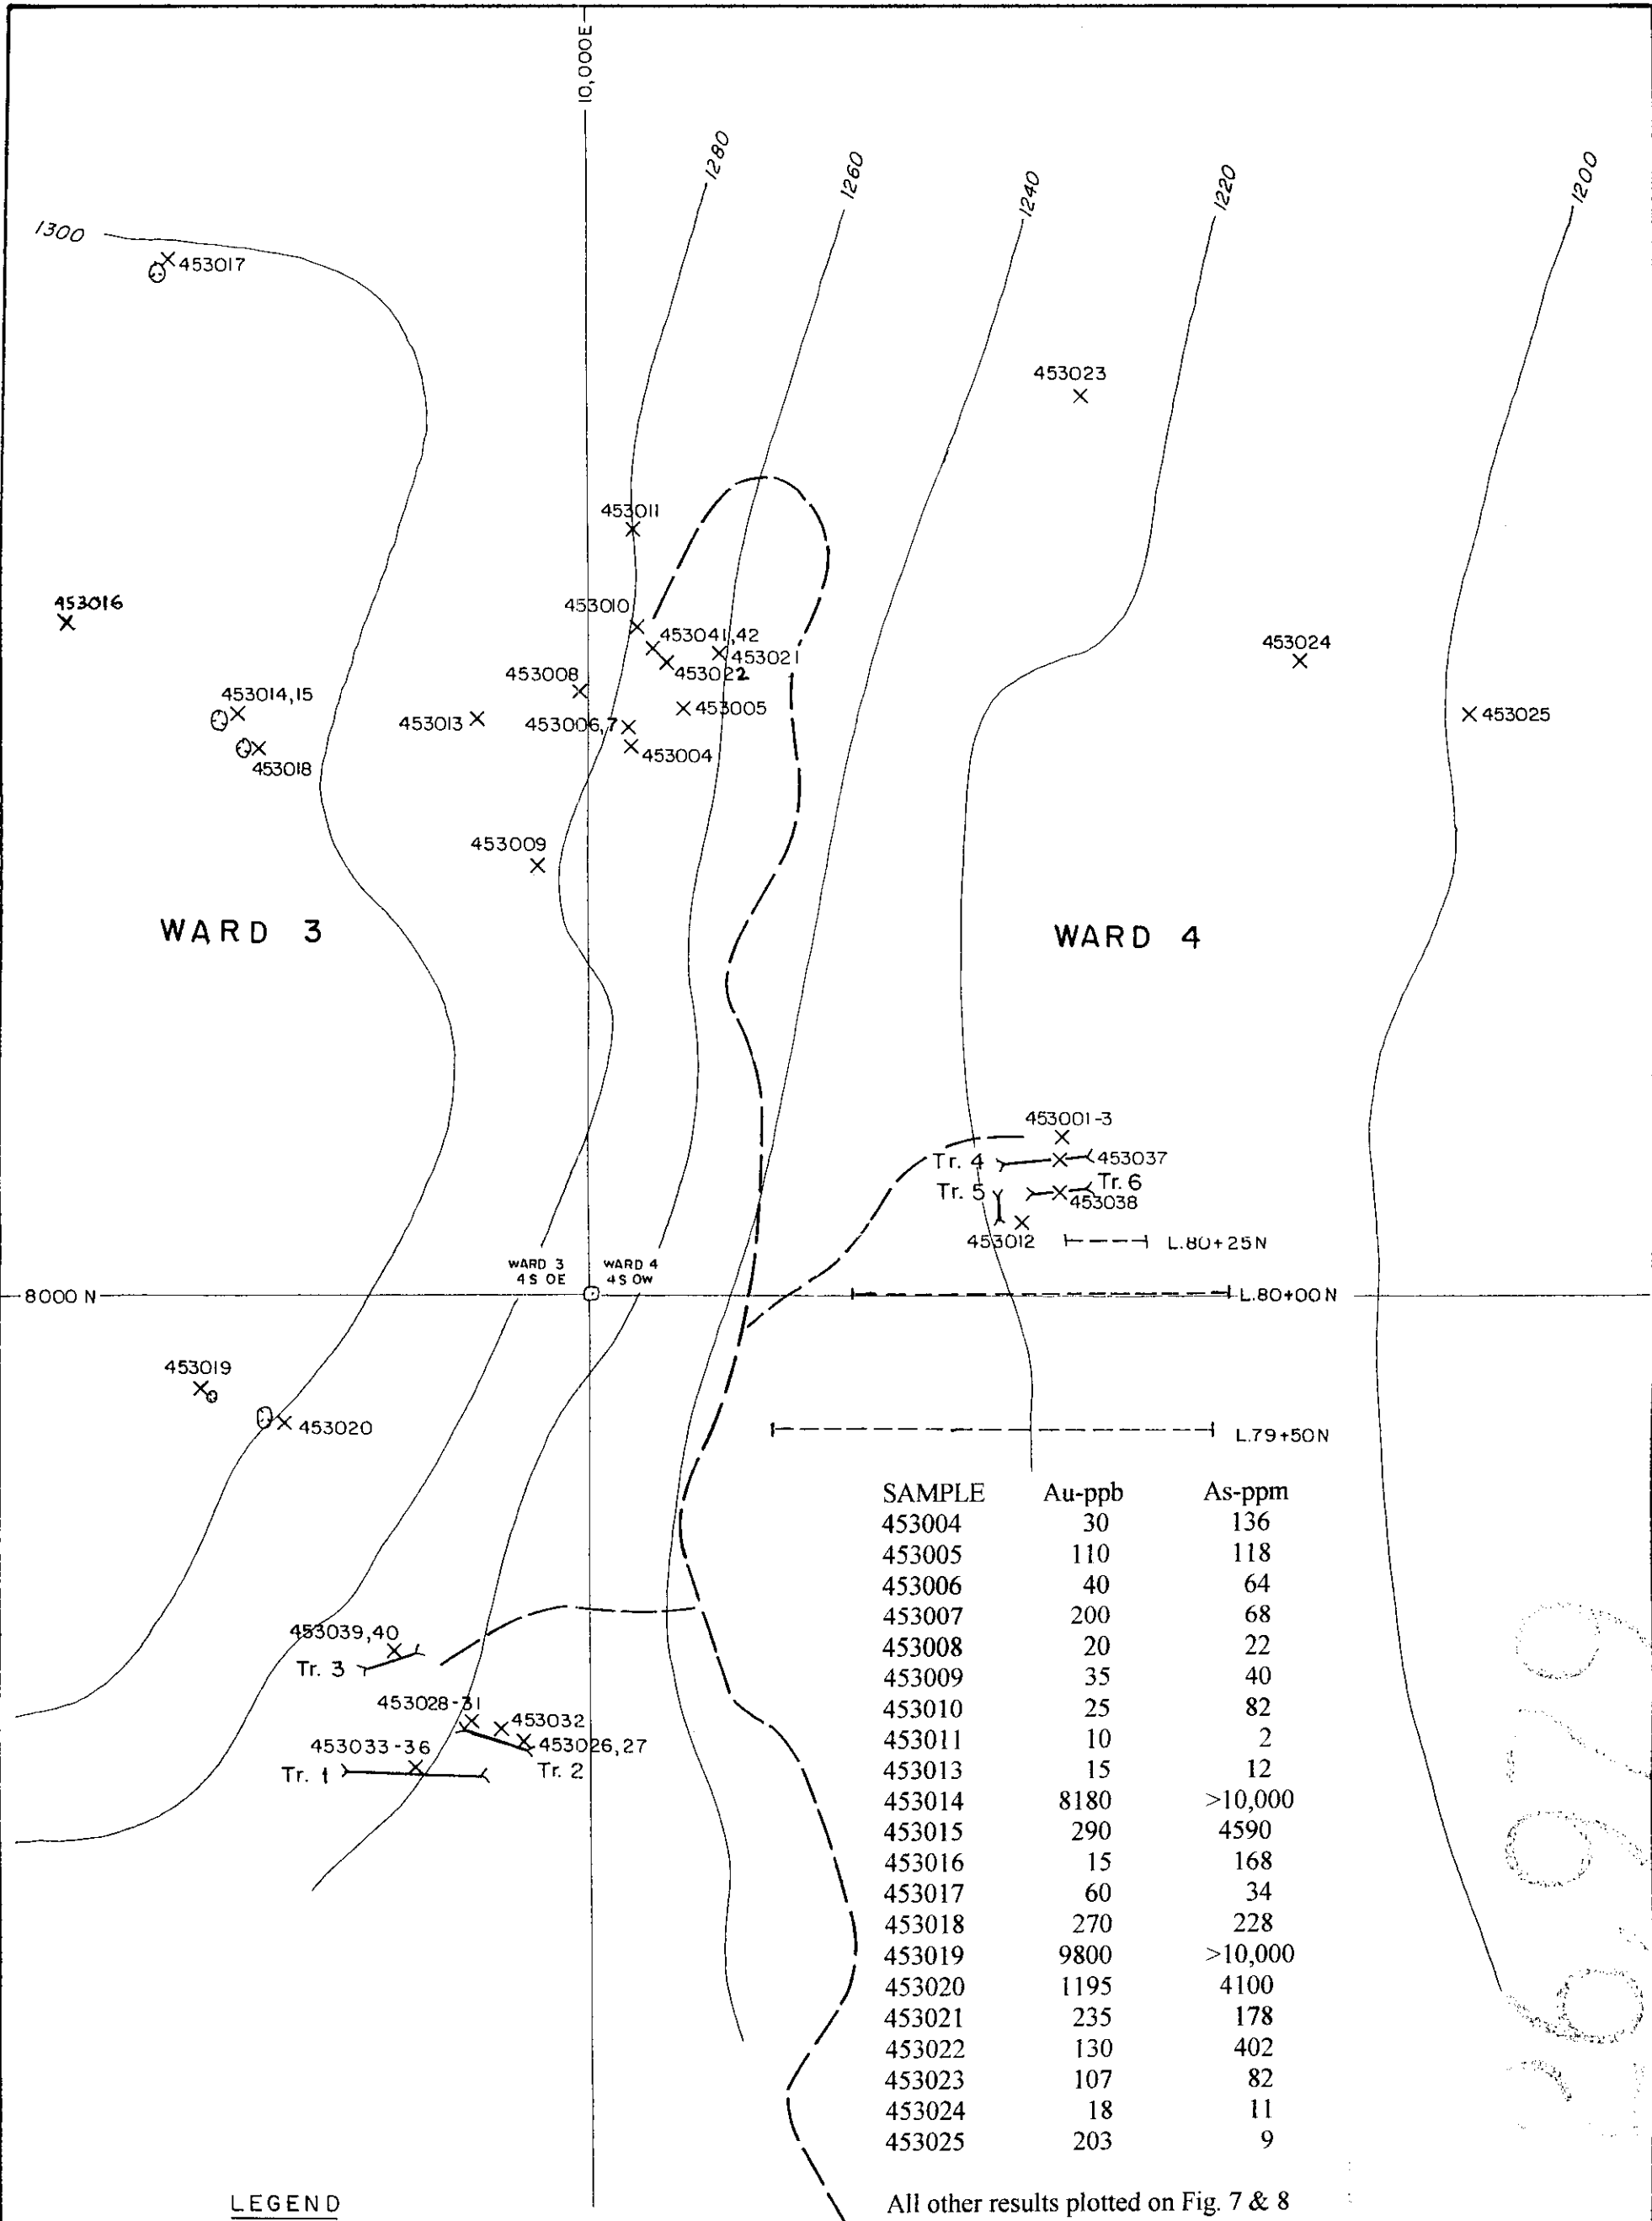 10,000E
1280
1260
1240
1220
1200
1300
453017
453023
453011
453016
453010
453041,42
453021
453022
453024
453008
453014,15
453013
453006,7
453005
453004
453025
453018
453009
WARD 3
WARD 4
453001-3
Tr. 4
453037
Tr. 5
Tr. 6
453038
453012
L.80+25N
WARD 3
4S 0E
WARD 4
4S 0W
8000 N
L.80+00N
453019
453020
L.79+50N
SAMPLE Au-ppb As-ppm
453004 30 136
453005 110 118
453006 40 64
453007 200 68
453008 20 22
453009 35 40
453010 25 82
453011 10 2
453013 15 12
453014 8180 >10,000
453015 290 4590
453016 15 168
453017 60 34
453018 270 228
453019 9800 >10,000
453020 1195 4100
453021 235 178
453022 130 402
453023 107 82
453024 18 11
453025 203 9
453039,40
Tr. 3
453028-31
453032
453026,27
453033-36
Tr. 1
Tr. 2
LEGEND
All other results plotted on Fig. 7 & 8